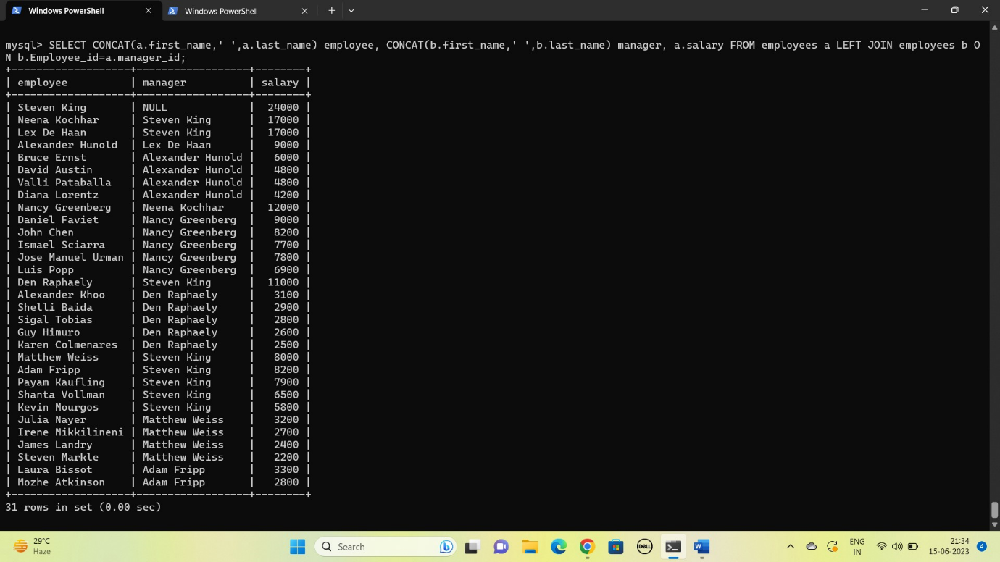 Windows PowerShell
Windows PowerShell
mysql> SELECT CONCAT(a.first_name,' ',a.last_name) employee, CONCAT(b.first_name,' ',b.last_name) manager, a.salary FROM employees a LEFT JOIN employees b O
N b.Employee_id=a.manager_id;
+-------------------+------------------+--------+
| employee          | manager          | salary |
+-------------------+------------------+--------+
| Steven King       | NULL             |  24000 |
| Neena Kochhar     | Steven King      |  17000 |
| Lex De Haan       | Steven King      |  17000 |
| Alexander Hunold  | Lex De Haan      |   9000 |
| Bruce Ernst       | Alexander Hunold |   6000 |
| David Austin      | Alexander Hunold |   4800 |
| Valli Pataballa   | Alexander Hunold |   4800 |
| Diana Lorentz     | Alexander Hunold |   4200 |
| Nancy Greenberg   | Neena Kochhar    |  12000 |
| Daniel Faviet     | Nancy Greenberg  |   9000 |
| John Chen         | Nancy Greenberg  |   8200 |
| Ismael Sciarra    | Nancy Greenberg  |   7700 |
| Jose Manuel Urman | Nancy Greenberg  |   7800 |
| Luis Popp         | Nancy Greenberg  |   6900 |
| Den Raphaely      | Steven King      |  11000 |
| Alexander Khoo    | Den Raphaely     |   3100 |
| Shelli Baida      | Den Raphaely     |   2900 |
| Sigal Tobias      | Den Raphaely     |   2800 |
| Guy Himuro        | Den Raphaely     |   2600 |
| Karen Colmenares  | Den Raphaely     |   2500 |
| Matthew Weiss     | Steven King      |   8000 |
| Adam Fripp        | Steven King      |   8200 |
| Payam Kaufling    | Steven King      |   7900 |
| Shanta Vollman    | Steven King      |   6500 |
| Kevin Mourgos     | Steven King      |   5800 |
| Julia Nayer       | Matthew Weiss    |   3200 |
| Irene Mikkilineni | Matthew Weiss    |   2700 |
| James Landry      | Matthew Weiss    |   2400 |
| Steven Markle     | Matthew Weiss    |   2200 |
| Laura Bissot      | Adam Fripp       |   3300 |
| Mozhe Atkinson    | Adam Fripp       |   2800 |
+-------------------+------------------+--------+
31 rows in set (0.00 sec)
29°C
Haze
Search
DELL
W
ENG
IN
21:34
15-06-2023
4